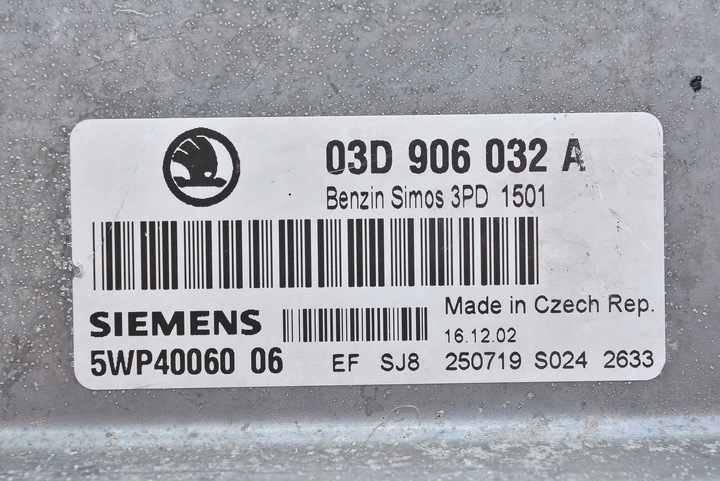 03D 906 032 A
Benzin Simos 3PD 1501
SIEMENS
Made in Czech Rep.
16.12.02
5WP40060 06 EF SJ8 250719 S024 2633